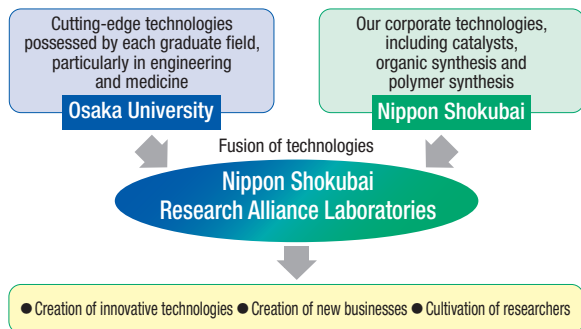 Cutting-edge technologies
possessed by each graduate field,
particularly in engineering
and medicine
Osaka University
Our corporate technologies,
including catalysts,
organic synthesis and
polymer synthesis
Nippon Shokubai
Fusion of technologies
Nippon Shokubai
Research Alliance Laboratories
● Creation of innovative technologies ● Creation of new businesses ● Cultivation of researchers